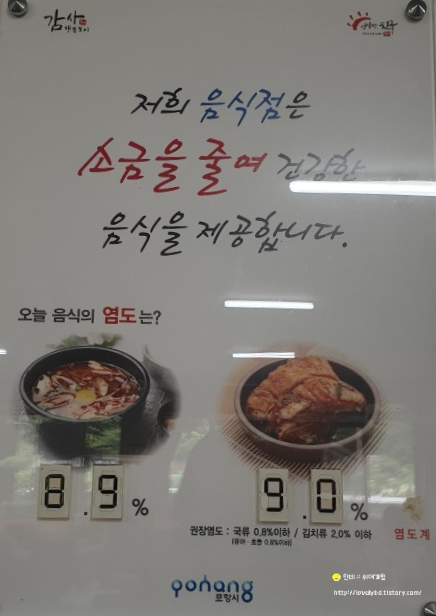 감사
저희 음식점은
소금을 줄여 건강한
음식을 제공합니다.
오늘 음식의 염도는?
8.9%
9.0%
권장염도 : 국류 0.8%이하 / 김치류 2.0% 이하
염도계
pohang
포항시
http://lovelybd.tistory.com/